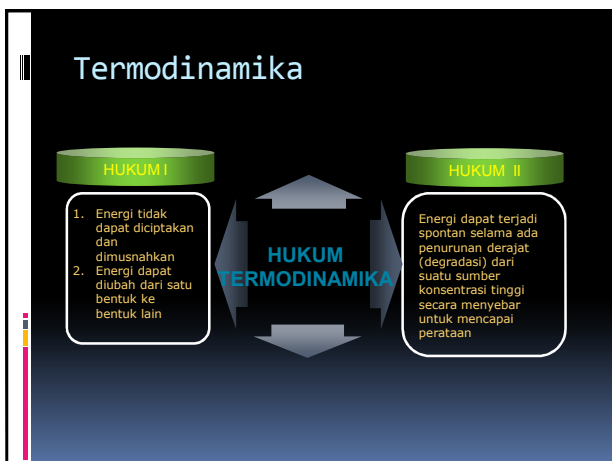 Termodinamika
HUKUM I
1. Energi tidak
dapat diciptakan
dan
dimusnahkan
2. Energi dapat
diubah dari satu
bentuk ke
bentuk lain
HUKUM
TERMODINAMIKA
HUKUM II
Energi dapat terjadi
spontan selama ada
penurunan derajat
(degradasi) dari
suatu sumber
konsentrasi tinggi
secara menyebar
untuk mencapai
perataan